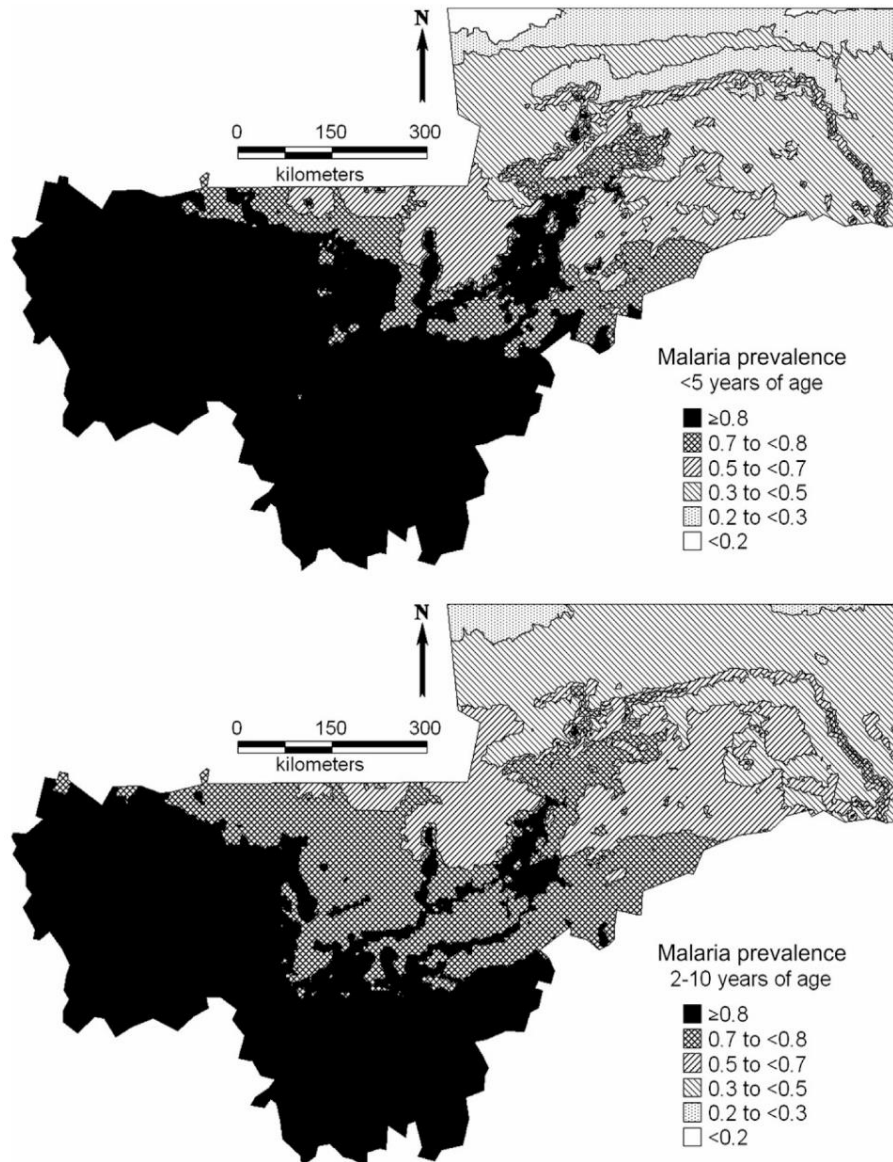 N
0 150 300
kilometers
Malaria prevalence
<5 years of age
≥0.8
0.7 to <0.8
0.5 to <0.7
0.3 to <0.5
0.2 to <0.3
<0.2
N
0 150 300
kilometers
Malaria prevalence
2-10 years of age
≥0.8
0.7 to <0.8
0.5 to <0.7
0.3 to <0.5
0.2 to <0.3
<0.2